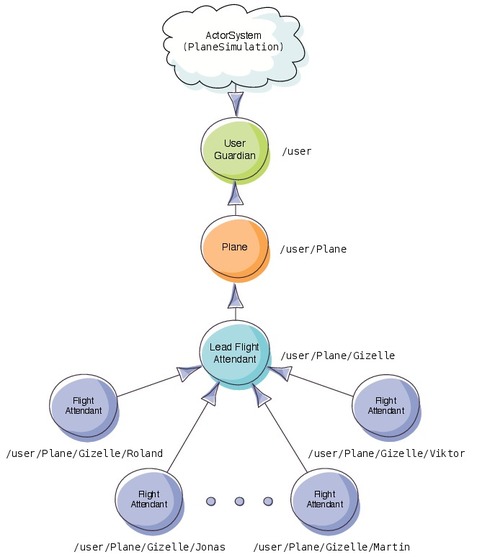 ActorSystem
(PlaneSimulation)
User
Guardian
/user
Plane
/user/Plane
Lead Flight
Attendant
/user/Plane/Gizelle
Flight
Attendant
/user/Plane/Gizelle/Roland
Flight
Attendant
/user/Plane/Gizelle/Viktor
Flight
Attendant
/user/Plane/Gizelle/Jonas
Flight
Attendant
/user/Plane/Gizelle/Martin